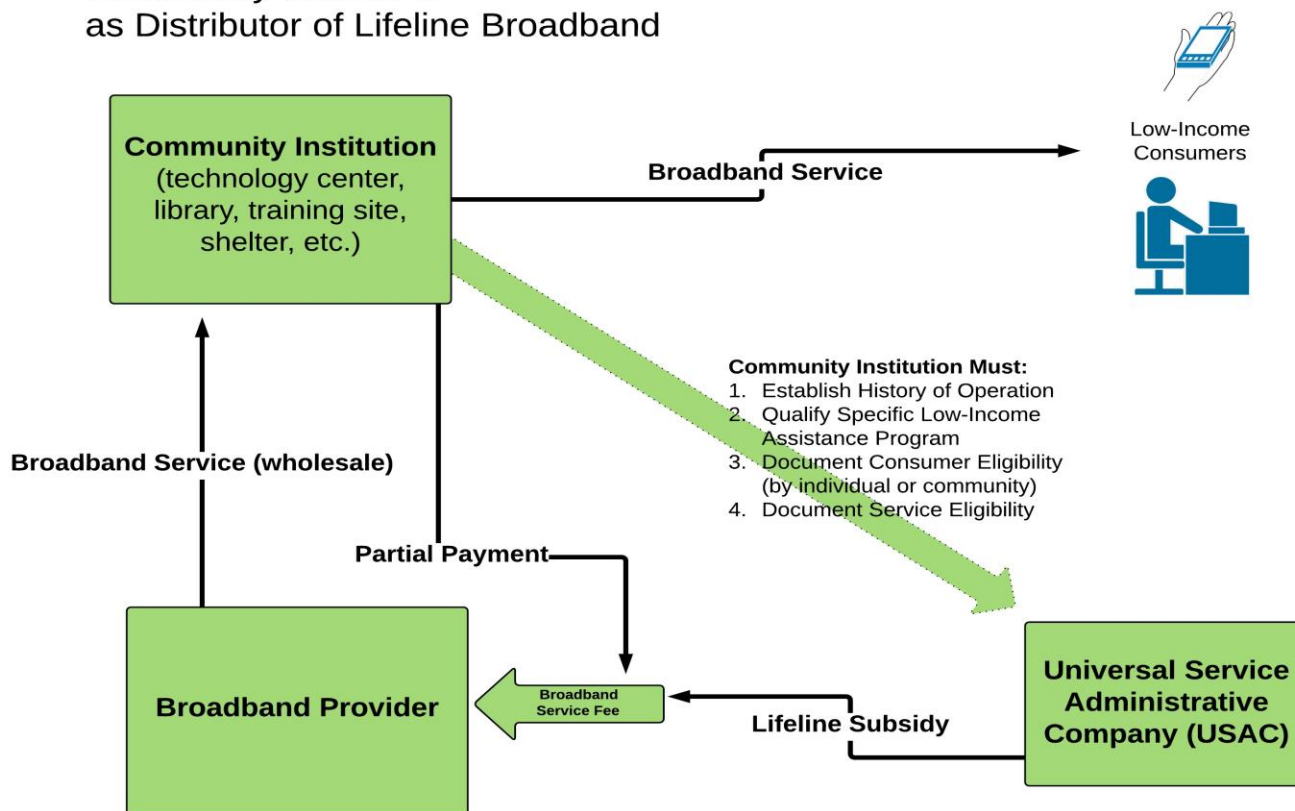 as Distributor of Lifeline Broadband
Community Institution
(technology center,
library, training site,
shelter, etc.)
Broadband Service
Low-Income
Consumers
Community Institution Must:
1. Establish History of Operation
2. Qualify Specific Low-Income
Assistance Program
3. Document Consumer Eligibility
(by individual or community)
4. Document Service Eligibility
Broadband Service (wholesale)
Partial Payment
Broadband Provider
Broadband
Service Fee
Lifeline Subsidy
Universal Service
Administrative
Company (USAC)